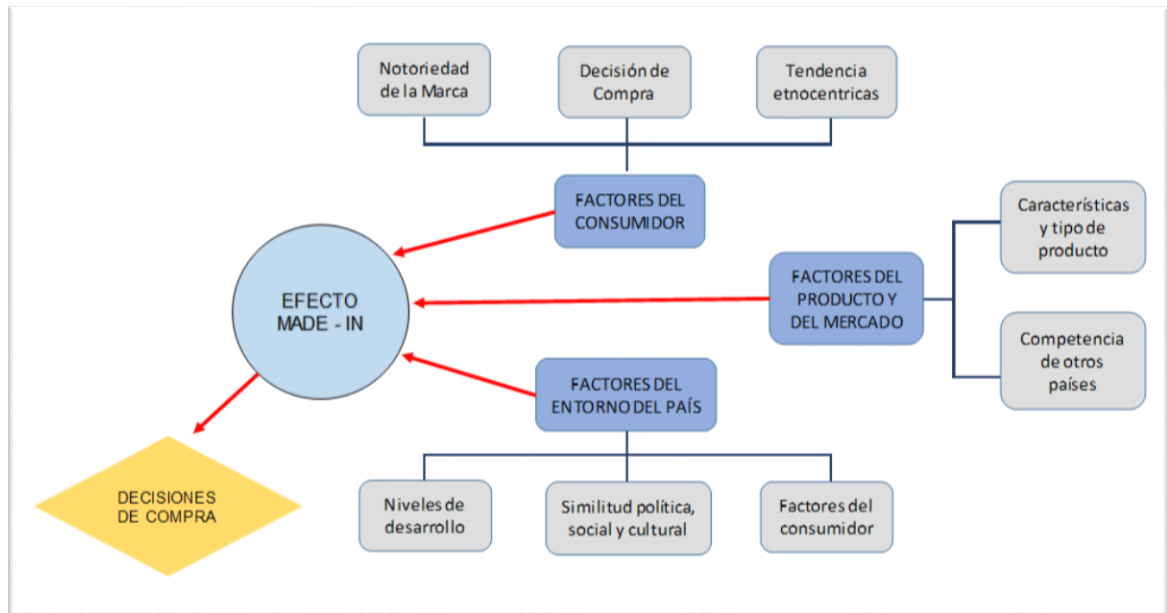 Notoriedad
de la Marca
Decisión de
Compra
Tendencia
etnocentricas
FACTORES DEL
CONSUMIDOR
Características
y tipo de
producto
FACTORES DEL
PRODUCTO Y
DEL MERCADO
EFECTO
MADE - IN
Competencia
de otros
países
FACTORES DEL
ENTORNO DEL PAÍS
DECISIONES
DE COMPRA
Niveles de
desarrollo
Similitud política,
social y cultural
Factores del
consumidor